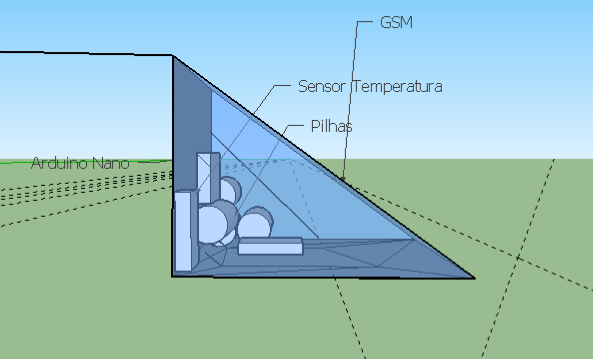 GSM
Sensor Temperatura
Pilhas
Arduino Nano